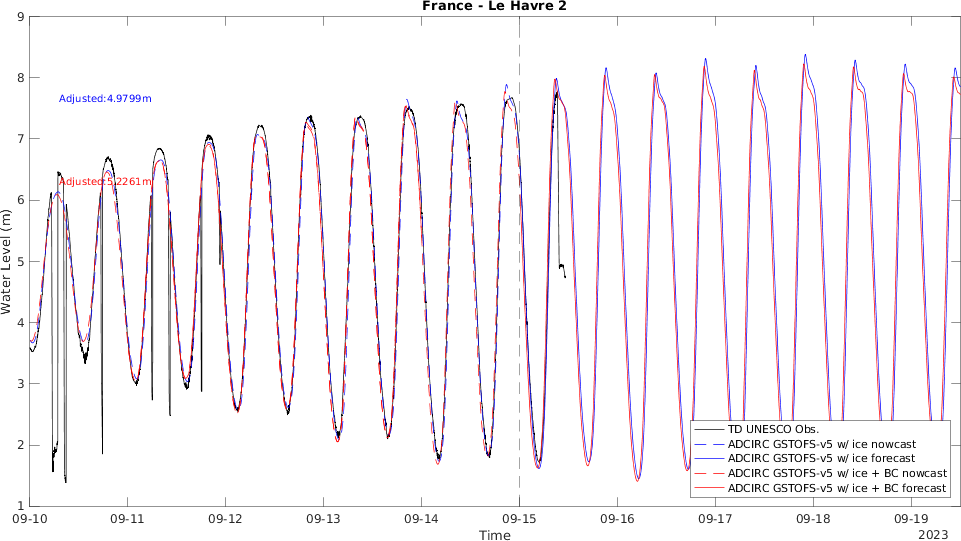 France - Le Havre 2
9
8
7
6
5
4
3
2
1
Water Level (m)
Adjusted:4.9799m
Adjusted:5.2261m
TD UNESCO Obs.
ADCIRC GSTOFS-v5 w/ ice nowcast
ADCIRC GSTOFS-v5 w/ ice forecast
ADCIRC GSTOFS-v5 w/ ice + BC nowcast
ADCIRC GSTOFS-v5 w/ ice + BC forecast
09-10 09-11 09-12 09-13 09-14 09-15 09-16 09-17 09-18 09-19
Time
2023